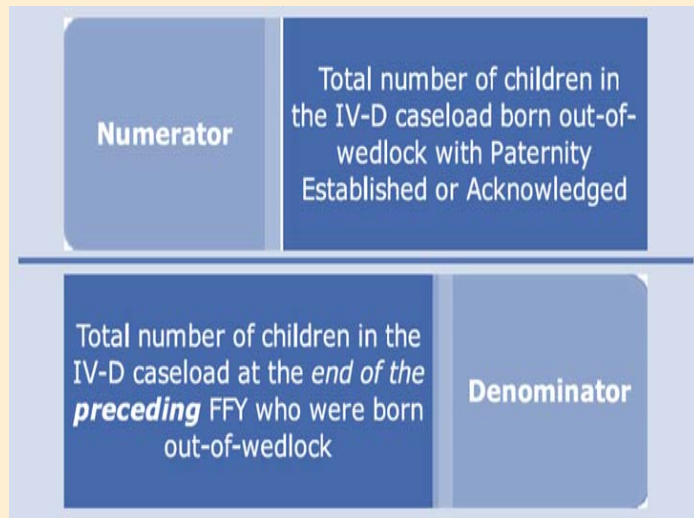 Numerator
Total number of children in
the IV-D caseload born out-of-
wedlock with Paternity
Established or Acknowledged
Total number of children in the
IV-D caseload at the end of the
preceding FFY who were born
out-of-wedlock
Denominator